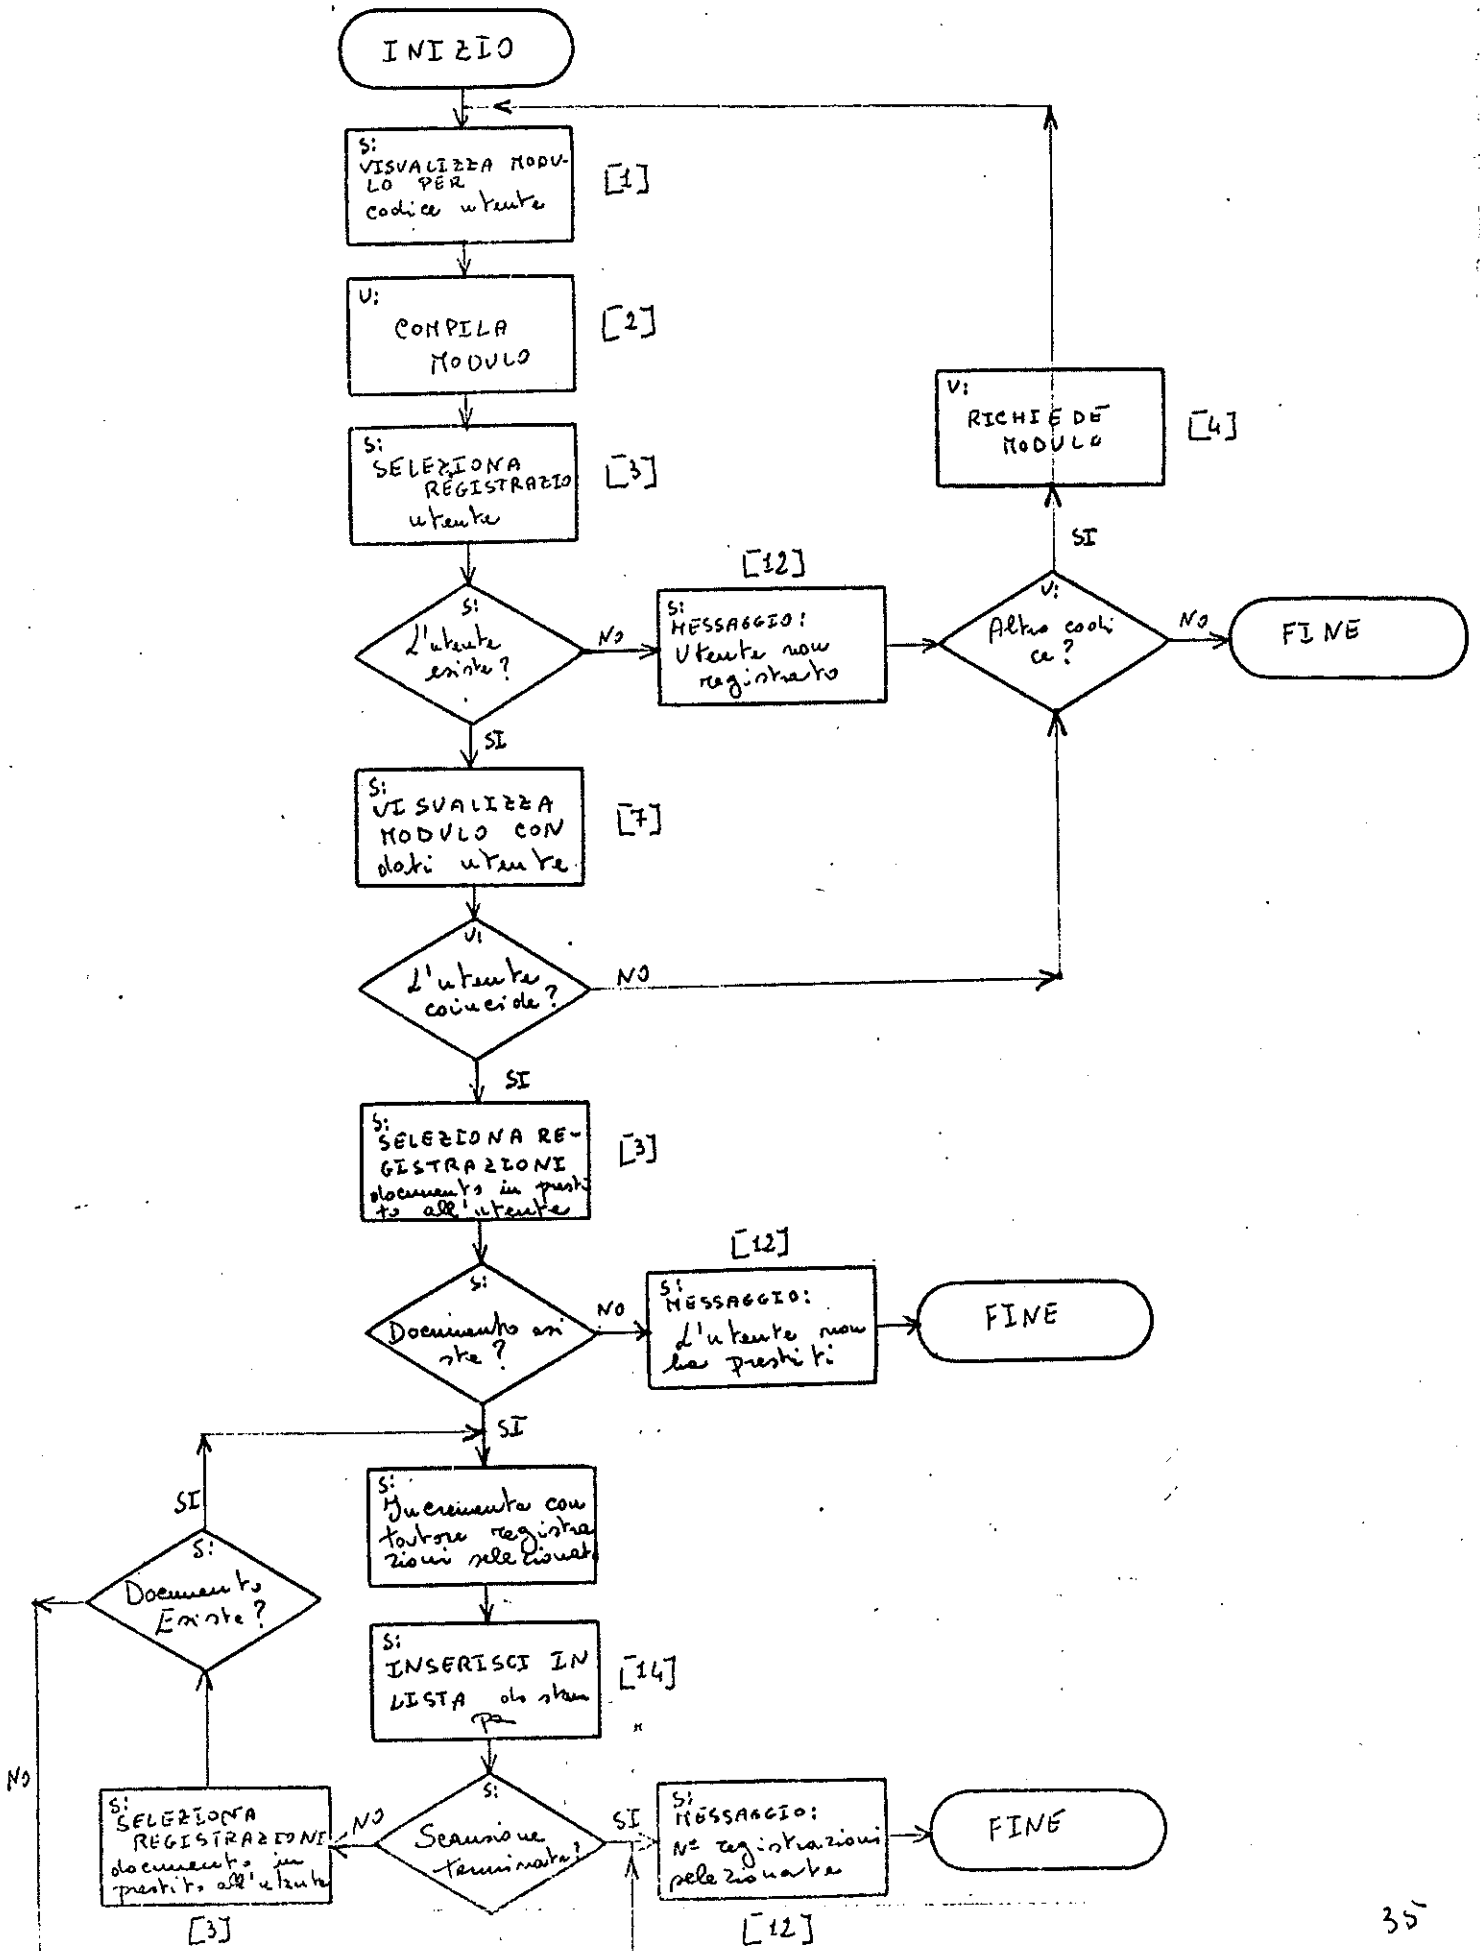 INIZIO
S:
VISUALIZZA MODU-
LO PER
codice utente
[1]
U:
COMPILA
MODULO
[2]
S:
SELEZIONA
REGISTRAZIO
utente
[3]
U:
RICHIEDE
MODULO
[4]
SI
S:
L'utente
esiste?
NO
[12]
S:
MESSAGGIO:
Utente non
registrato
U:
Altro codi
ce?
NO
FINE
SI
S:
VISUALIZZA
MODULO CON
dati utente
[7]
U:
L'utente
coincide?
NO
SI
S:
SELEZIONA RE-
GISTRAZIONI
documento in presti
to all'utente
[3]
S:
Documento esi
ste?
NO
[12]
S:
MESSAGGIO:
L'utente non
ha prestiti
FINE
SI
S:
Incrementa con
tatore registra
zioni selezionat
S:
INSERISCI IN
LISTA di stam
pa
[14]
S:
Scansione
terminata?
NO
S:
SELEZIONA
REGISTRAZIONI
documento in
prestito all'utente
[3]
S:
Documento
Esiste?
SI
NO
SI
S:
MESSAGGIO:
Nº registrazioni
selezionate
[12]
FINE
35